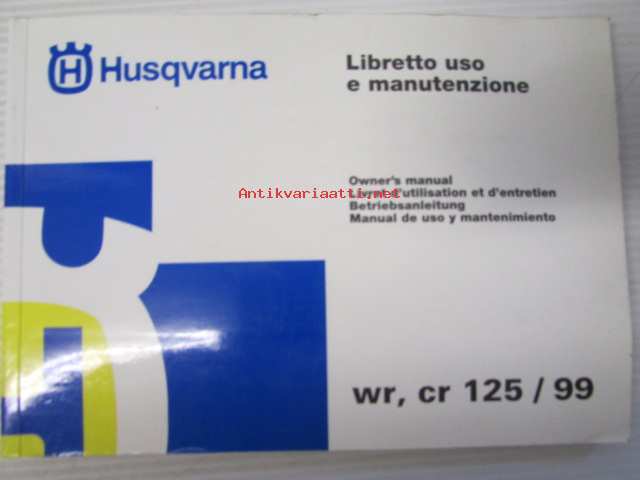 Husqvarna
Libretto uso
e manutenzione
Owner's manual
Livret d'utilisation et d'entretien
Betriebsanleitung
Manual de uso y mantenimiento
Antikvariaatti.net
wr, cr 125 / 99